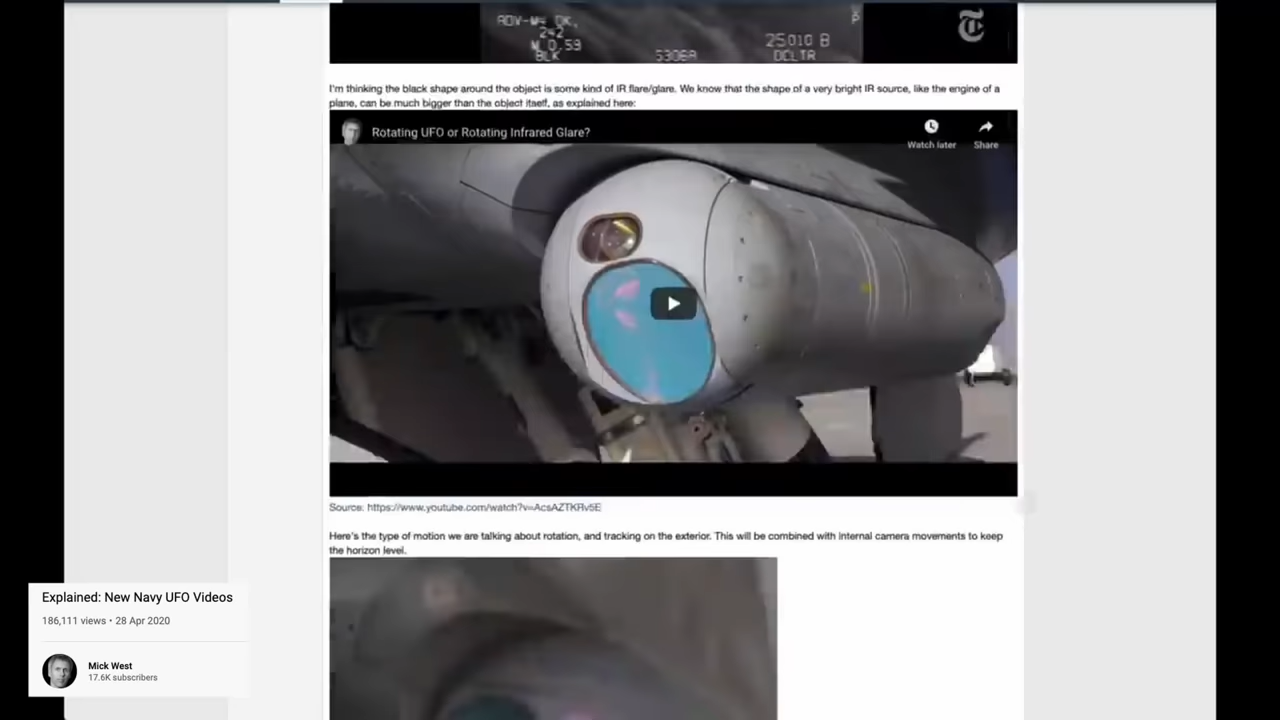 ADV-M4 OK,
242
M 0.59
BLK
5306A
25010 B
DCLTR
I'm thinking the black shape around the object is some kind of IR flare/glare. We know that the shape of a very bright IR source, like the engine of a
plane, can be much bigger than the object itself, as explained here:
Rotating UFO or Rotating Infrared Glare?
Watch later
Share
Source: https://www.youtube.com/watch?v=AcsAZTKRv5E
Here's the type of motion we are talking about rotation, and tracking on the exterior. This will be combined with internal camera movements to keep
the horizon level.
Explained: New Navy UFO Videos
186,111 views • 28 Apr 2020
Mick West
17.6K subscribers